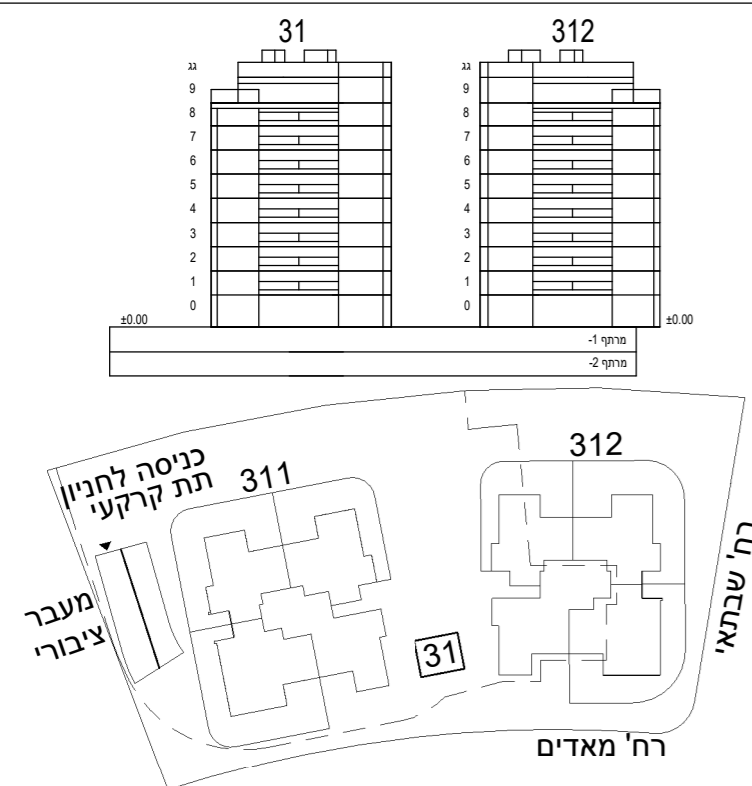 31
312
גג
9
8
7
6
5
4
3
2
1
0
גג
9
8
7
6
5
4
3
2
1
0
±0.00
±0.00
מרתף 1-
מרתף 2-
312
311
כניסה לחניון
תת קרקעי
מעבר
ציבורי
31
רח' שבתאי
רח' מאדים